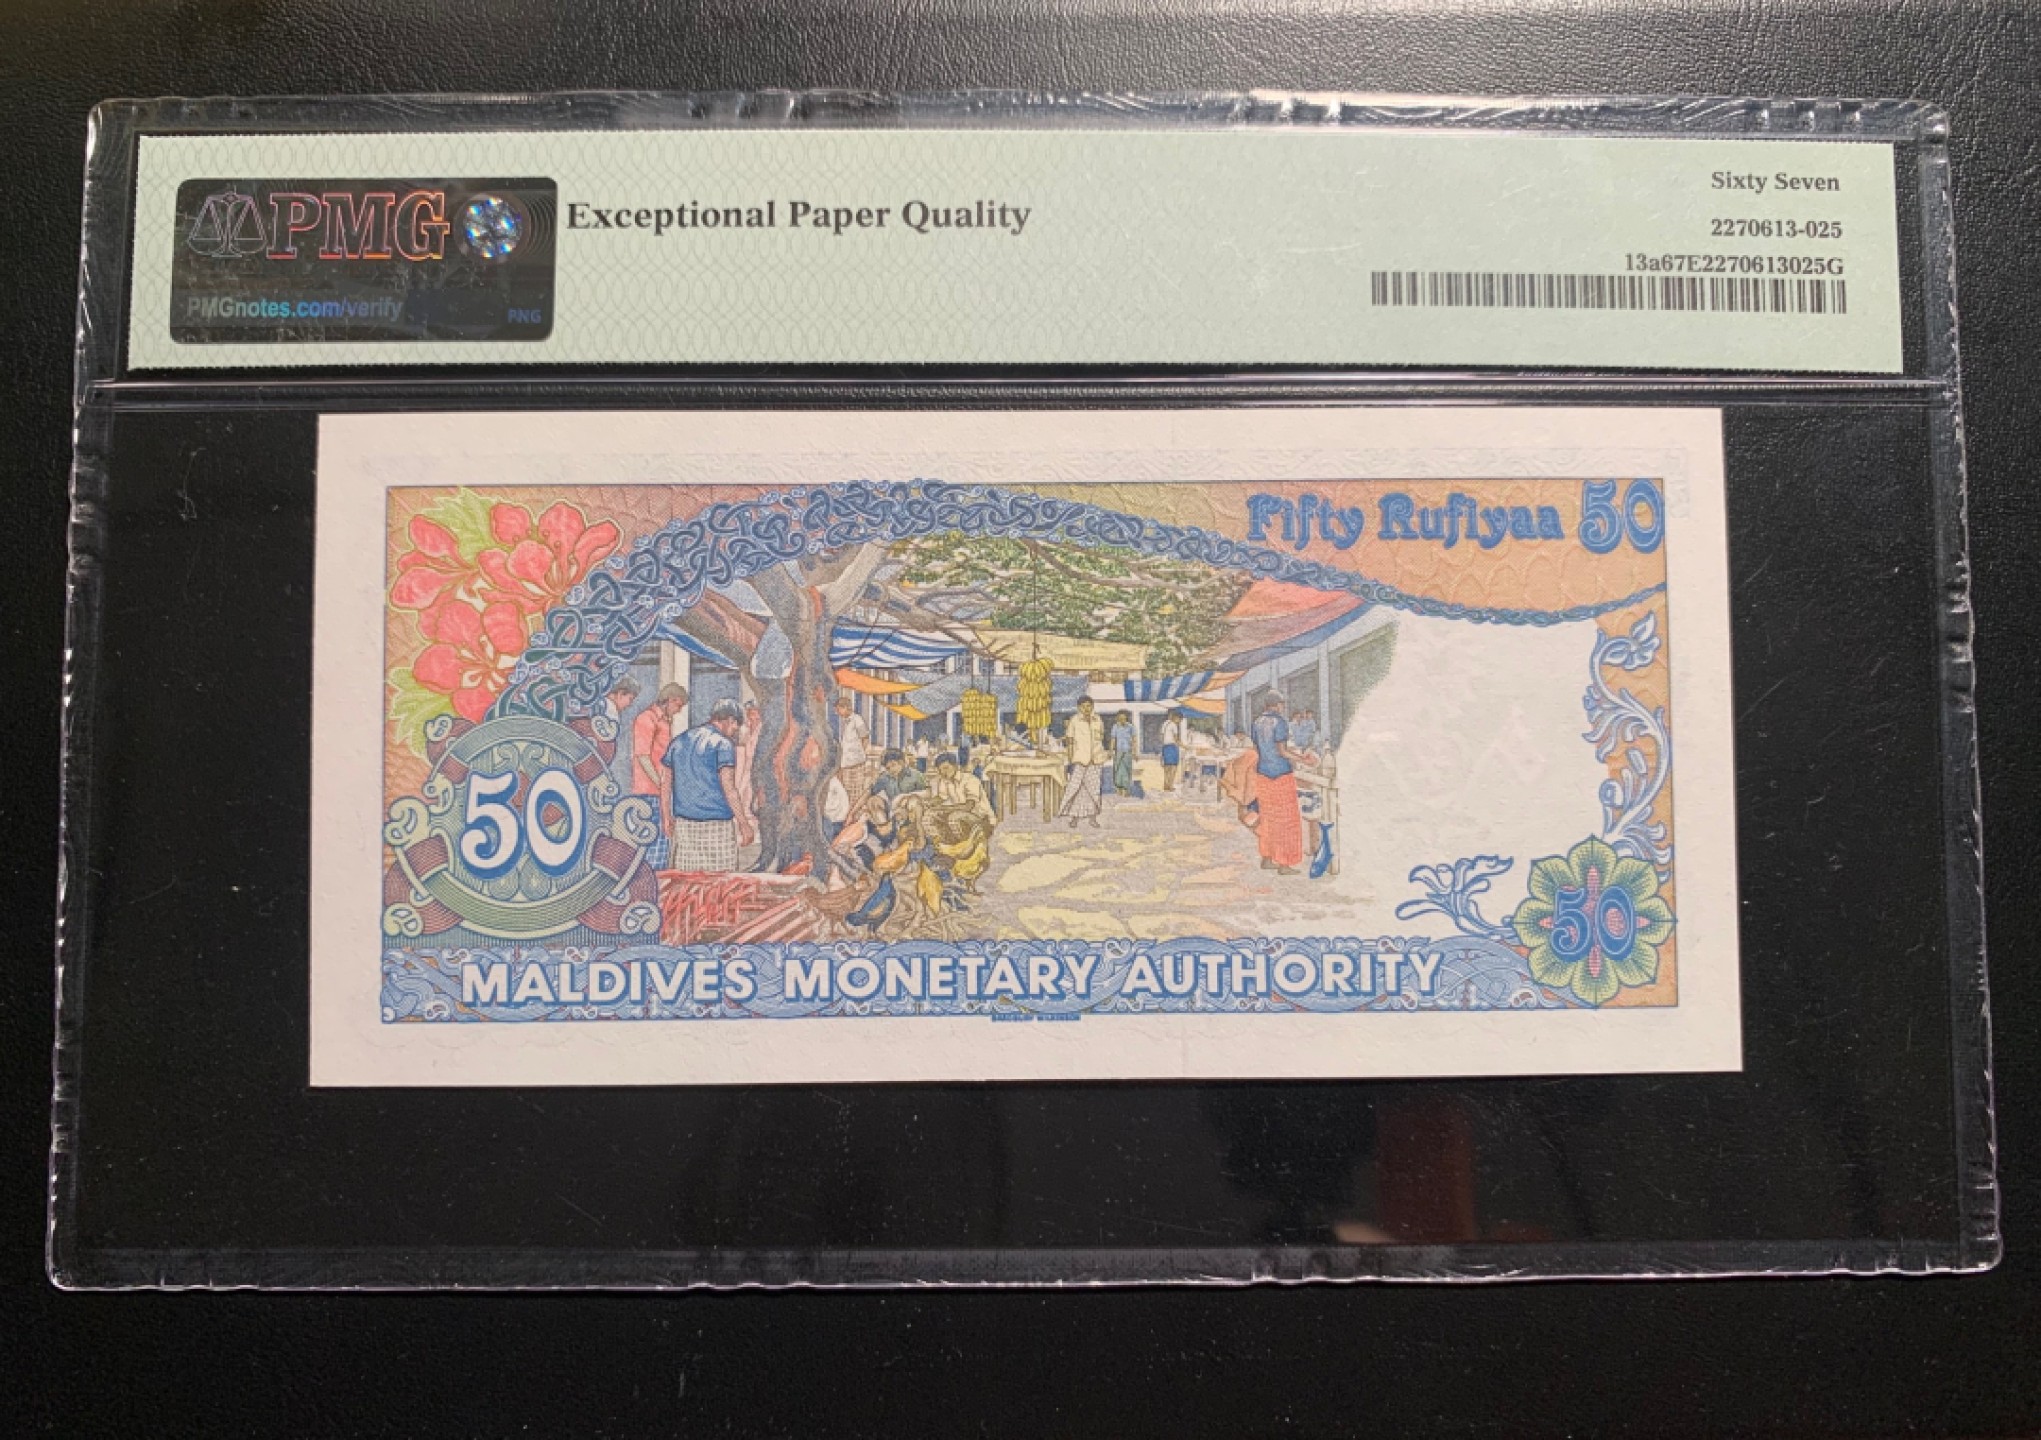 PMG
PMGnotes.com/verify
PNG
Exceptional Paper Quality
Sixty Seven
2270613-025
13a67E2270613025G
Fifty Rufiyaa 50
50
50
MALDIVES MONETARY AUTHORITY